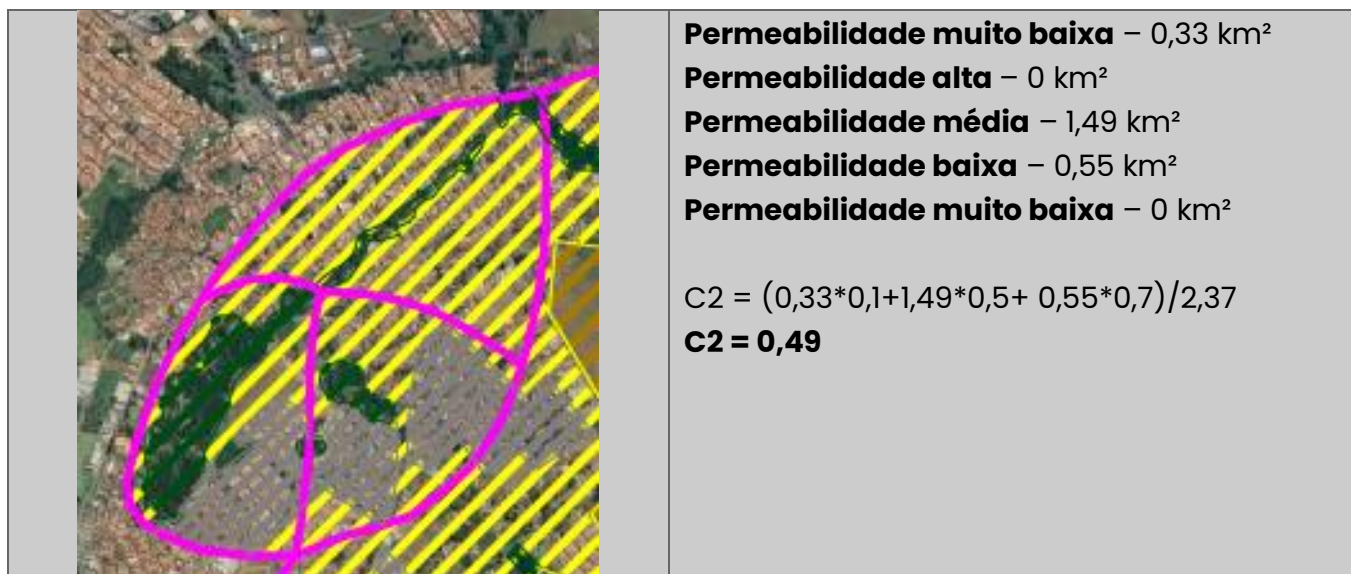 Permeabilidade muito baixa – 0,33 km²
Permeabilidade alta – 0 km²
Permeabilidade média – 1,49 km²
Permeabilidade baixa – 0,55 km²
Permeabilidade muito baixa – 0 km²
C2 = (0,33*0,1+1,49*0,5+ 0,55*0,7)/2,37
C2 = 0,49